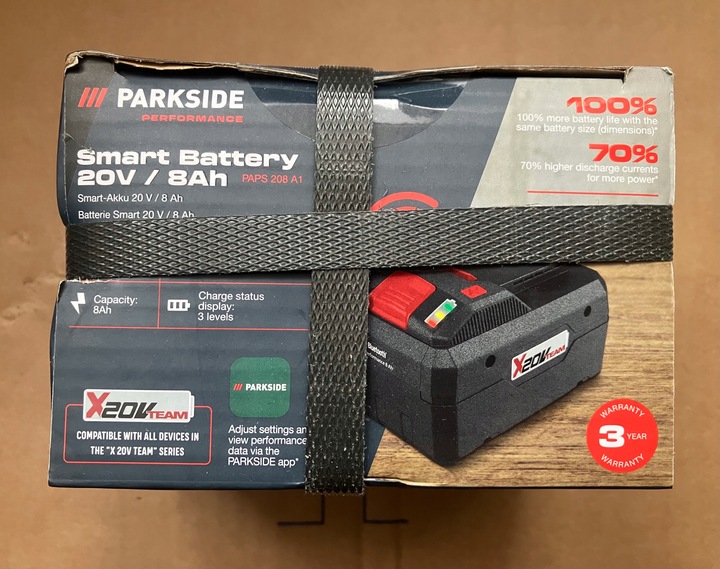 PARKSIDE
PERFORMANCE
Smart Battery
20V / 8Ah PAPS 208 A1
Smart-Akku 20 V / 8 Ah
Batterie Smart 20 V / 8 Ah
100%
100% more battery life with the
same battery size (dimensions)*
70%
70% higher discharge currents
for more power*
Capacity:
8Ah
Charge status
display:
3 levels
X20V TEAM
COMPATIBLE WITH ALL DEVICES IN
THE "X 20V TEAM" SERIES
PARKSIDE
Adjust settings an
view performance
data via the
PARKSIDE app*
Bluetooth
X20V TEAM
WARRANTY
3 YEAR
WARRANTY